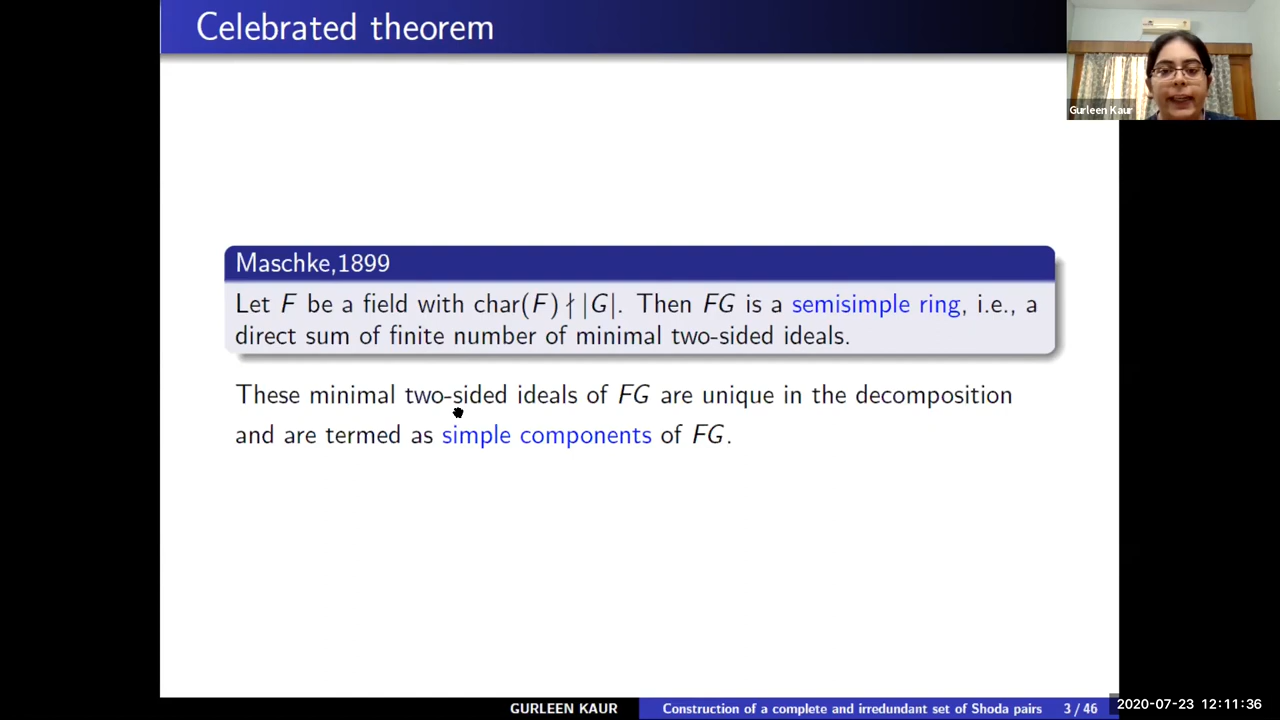 Celebrated theorem
Gurleen Kaur
Maschke,1899
Let F be a field with char(F) ∤ |G|. Then FG is a semisimple ring, i.e., a
direct sum of finite number of minimal two-sided ideals.
These minimal two-sided ideals of FG are unique in the decomposition
and are termed as simple components of FG.
GURLEEN KAUR
Construction of a complete and irredundant set of Shoda pairs
3 / 46
2020-07-23 12:11:36